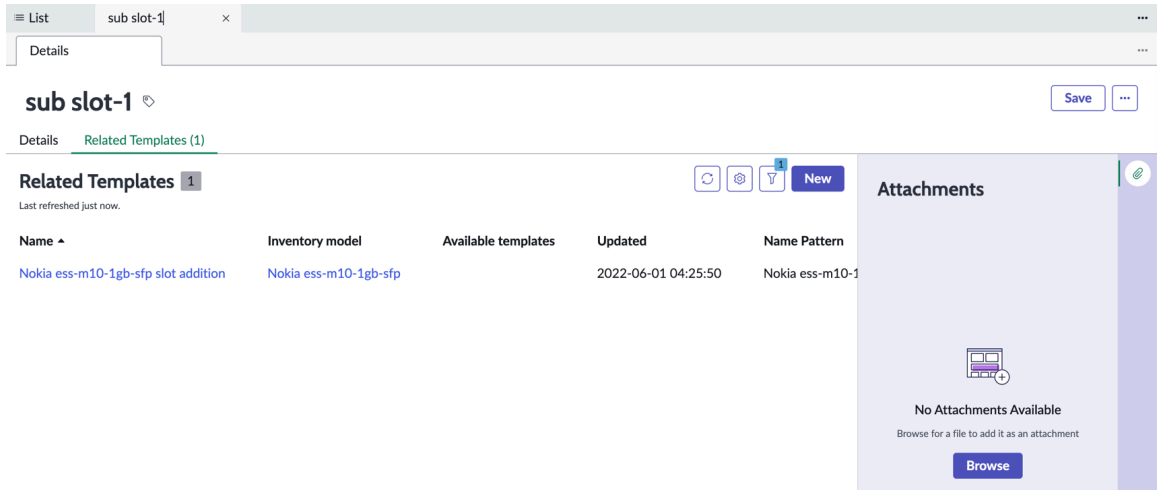 List
sub slot-1
Details
sub slot-1
Save
Details
Related Templates (1)
Related Templates 1
1
New
Last refreshed just now.
Name Inventory model Available templates Updated Name Pattern
Nokia ess-m10-1gb-sfp slot addition Nokia ess-m10-1gb-sfp 2022-06-01 04:25:50 Nokia ess-m10-1
Attachments
No Attachments Available
Browse for a file to add it as an attachment
Browse